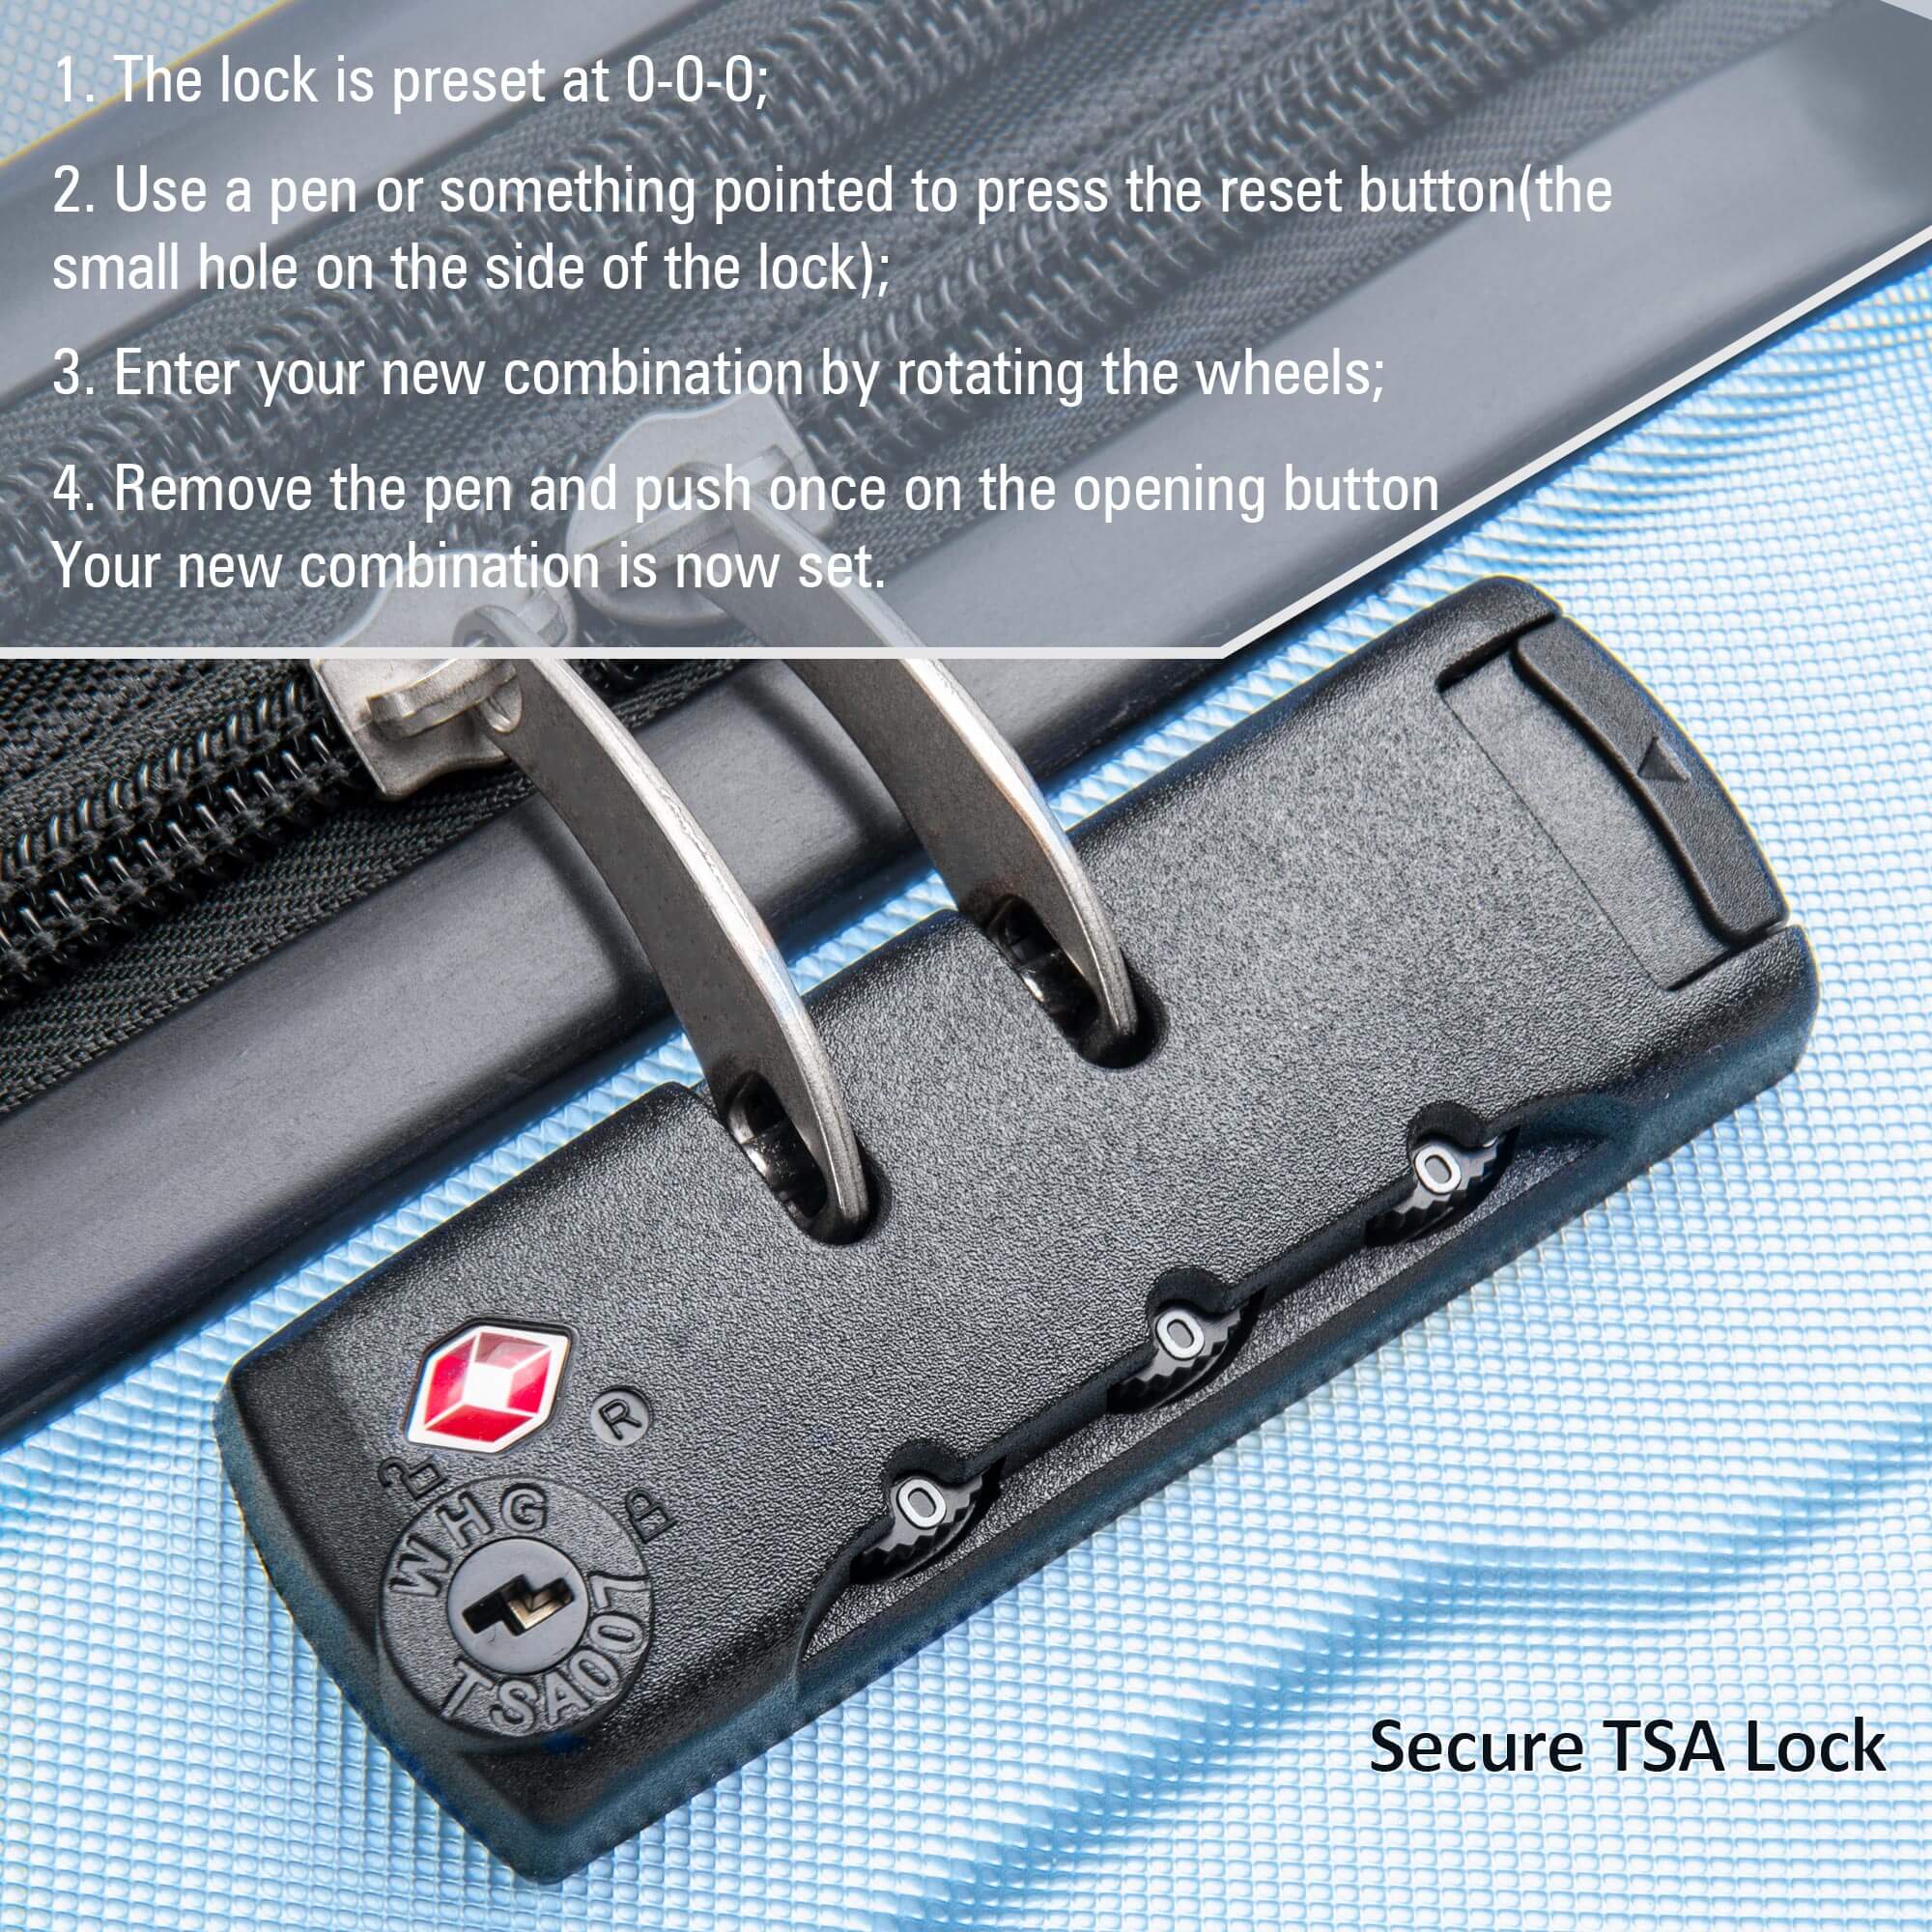 1. The lock is preset at 0-0-0;
2. Use a pen or something pointed to press the reset button(the
small hole on the side of the lock);
3. Enter your new combination by rotating the wheels;
4. Remove the pen and push once on the opening button
Your new combination is now set.
0
0
0
R
WHG
TSA007
Secure TSA Lock